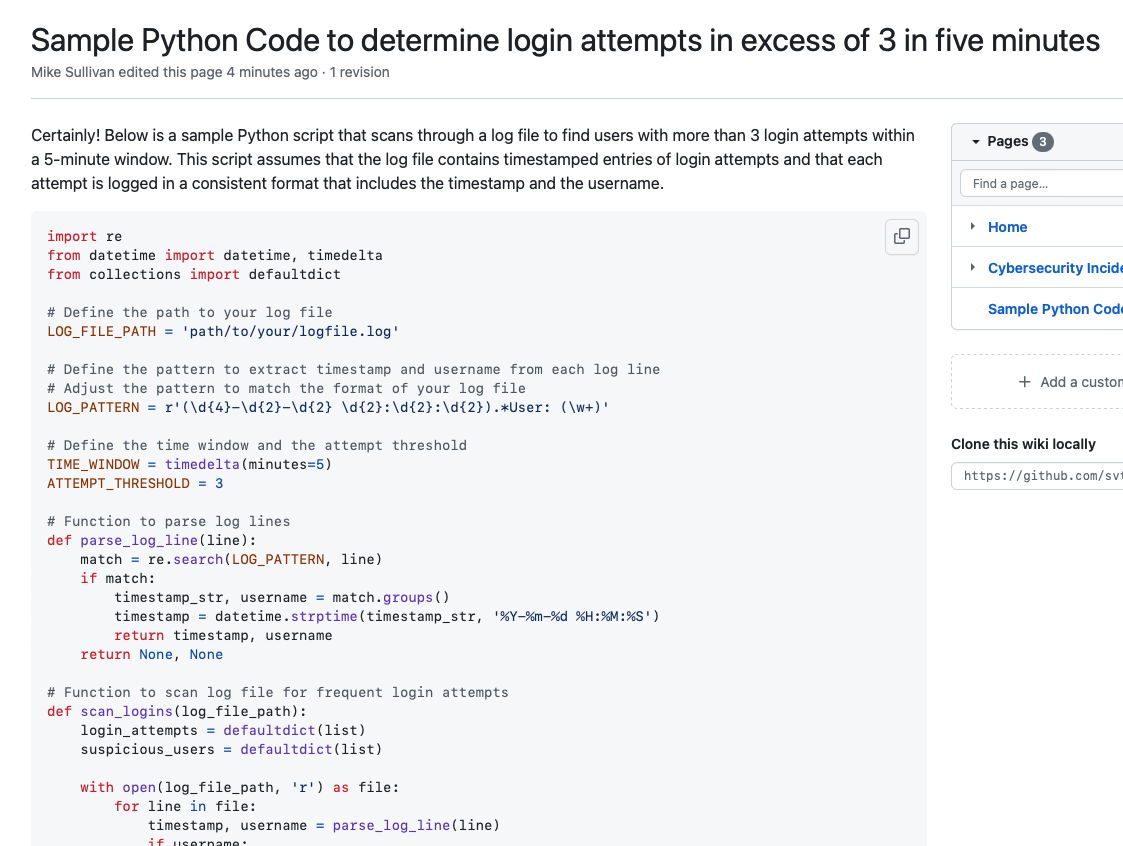 Sample Python Code to determine login attempts in excess of 3 in five minutes
Mike Sullivan edited this page 4 minutes ago · 1 revision
Certainly! Below is a sample Python script that scans through a log file to find users with more than 3 login attempts within
a 5-minute window. This script assumes that the log file contains timestamped entries of login attempts and that each
attempt is logged in a consistent format that includes the timestamp and the username.
import re
from datetime import datetime, timedelta
from collections import defaultdict

# Define the path to your log file
LOG_FILE_PATH = 'path/to/your/logfile.log'

# Define the pattern to extract timestamp and username from each log line
# Adjust the pattern to match the format of your log file
LOG_PATTERN = r'(\d{4}-\d{2}-\d{2} \d{2}:\d{2}:\d{2}).*User: (\w+)'

# Define the time window and the attempt threshold
TIME_WINDOW = timedelta(minutes=5)
ATTEMPT_THRESHOLD = 3

# Function to parse log lines
def parse_log_line(line):
    match = re.search(LOG_PATTERN, line)
    if match:
        timestamp_str, username = match.groups()
        timestamp = datetime.strptime(timestamp_str, '%Y-%m-%d %H:%M:%S')
        return timestamp, username
    return None, None

# Function to scan log file for frequent login attempts
def scan_logins(log_file_path):
    login_attempts = defaultdict(list)
    suspicious_users = defaultdict(list)

    with open(log_file_path, 'r') as file:
        for line in file:
            timestamp, username = parse_log_line(line)
            if username:
Pages 3
Find a page...
Home
Cybersecurity Incide
Sample Python Code
+ Add a custom
Clone this wiki locally
https://github.com/svt